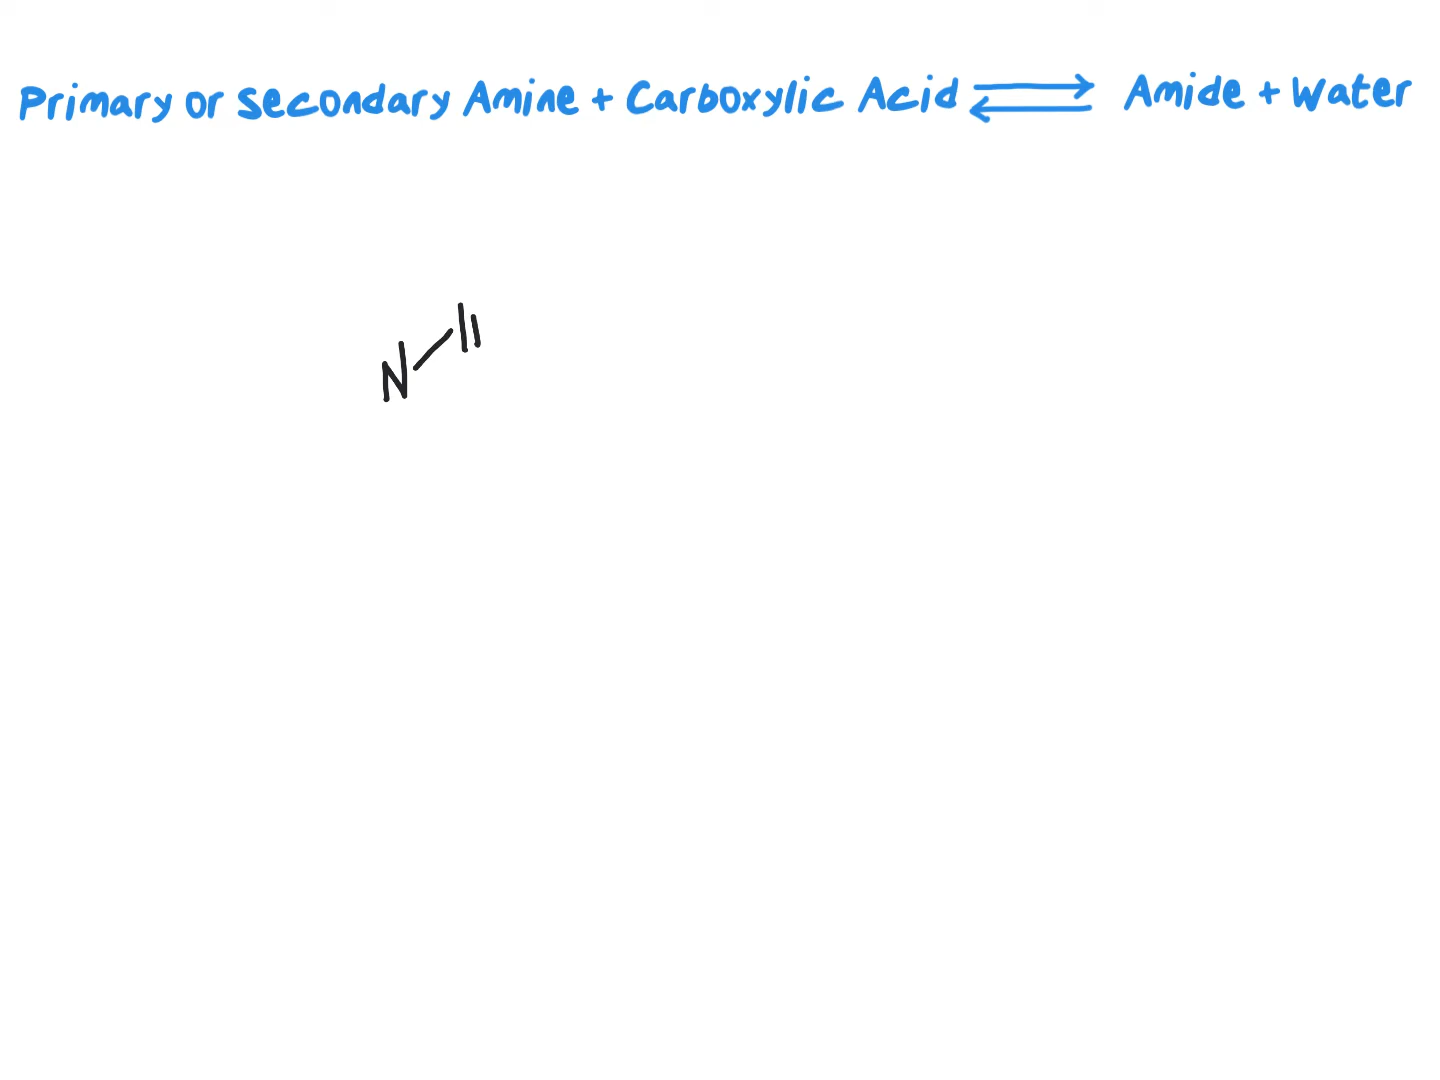 Primary or Secondary Amine + Carboxylic Acid ⇌ Amide + Water
N